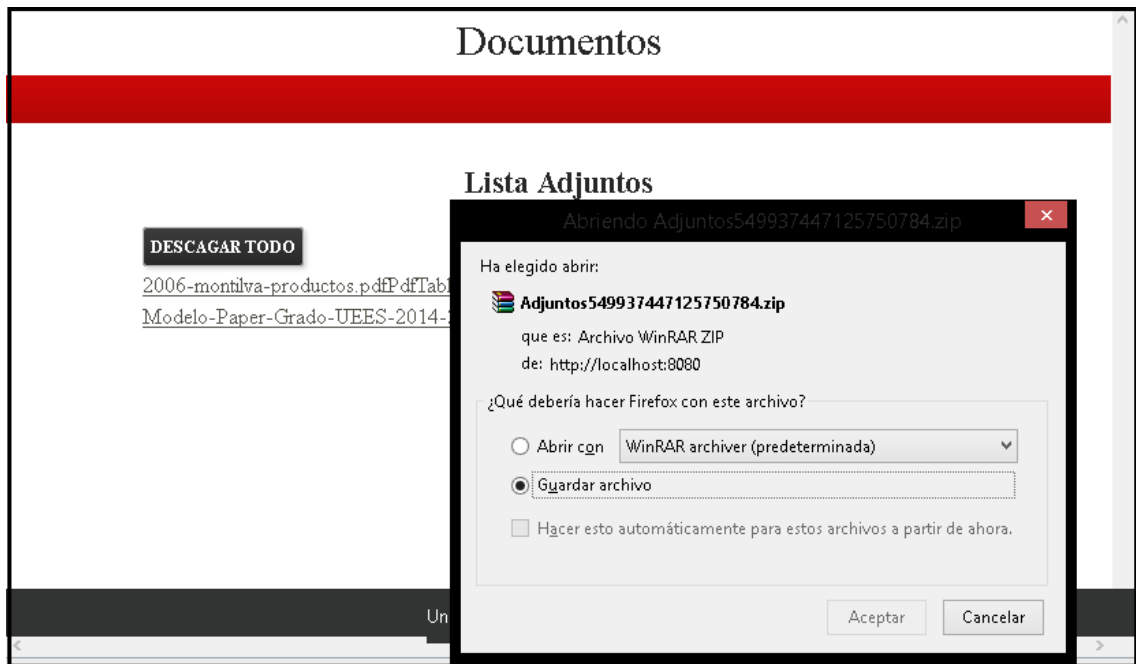 Documentos
Lista Adjuntos
DESCAGAR TODO
2006-montilva-productos.pdfPdfTabl
Modelo-Paper-Grado-UEES-2014-
Abriendo Adjuntos549937447125750784.zip
Ha elegido abrir:
Adjuntos549937447125750784.zip
que es: Archivo WinRAR ZIP
de: http://localhost:8080
¿Qué debería hacer Firefox con este archivo?
Abrir con WinRAR archiver (predeterminada)
Guardar archivo
Hacer esto automáticamente para estos archivos a partir de ahora.
Un
Aceptar Cancelar